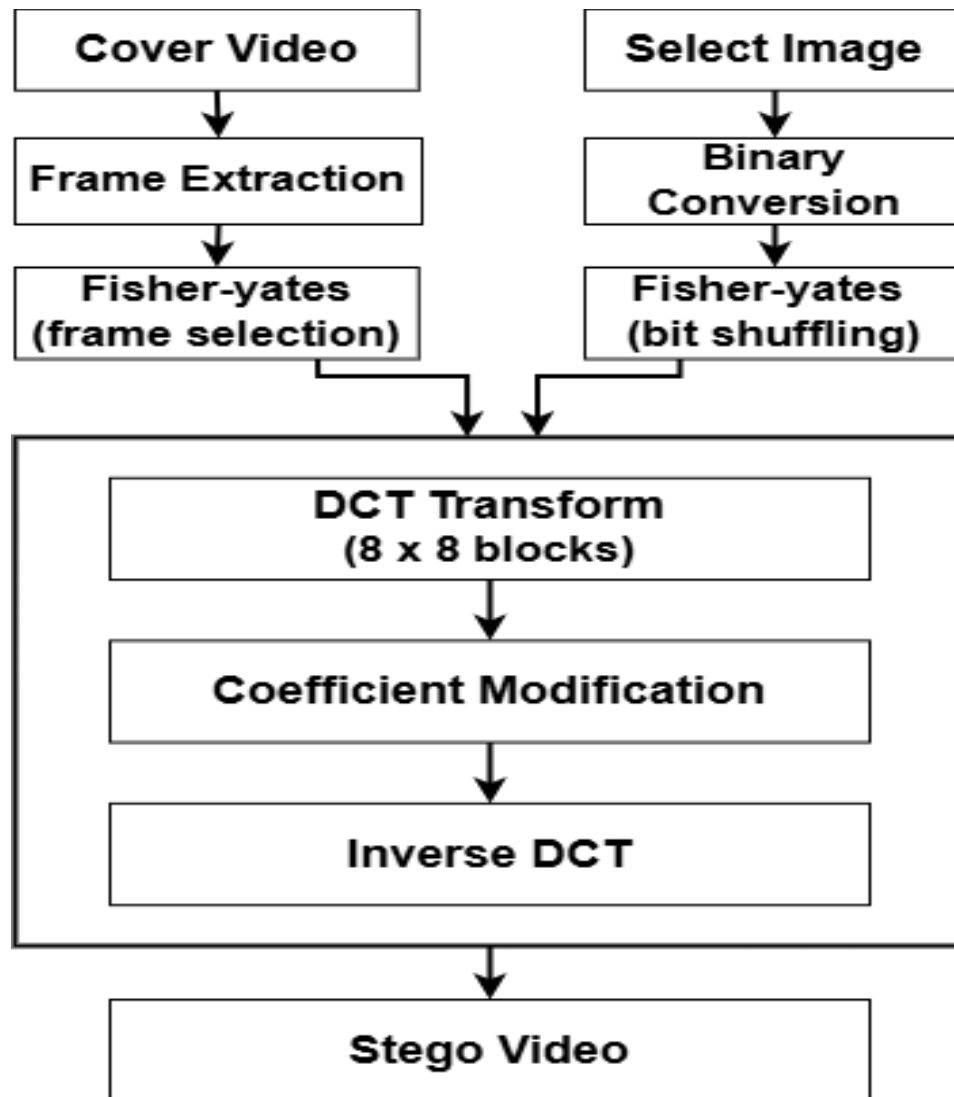 Cover Video
Select Image
Frame Extraction
Binary
Conversion
Fisher-yates
(frame selection)
Fisher-yates
(bit shuffling)
DCT Transform
(8 x 8 blocks)
Coefficient Modification
Inverse DCT
Stego Video